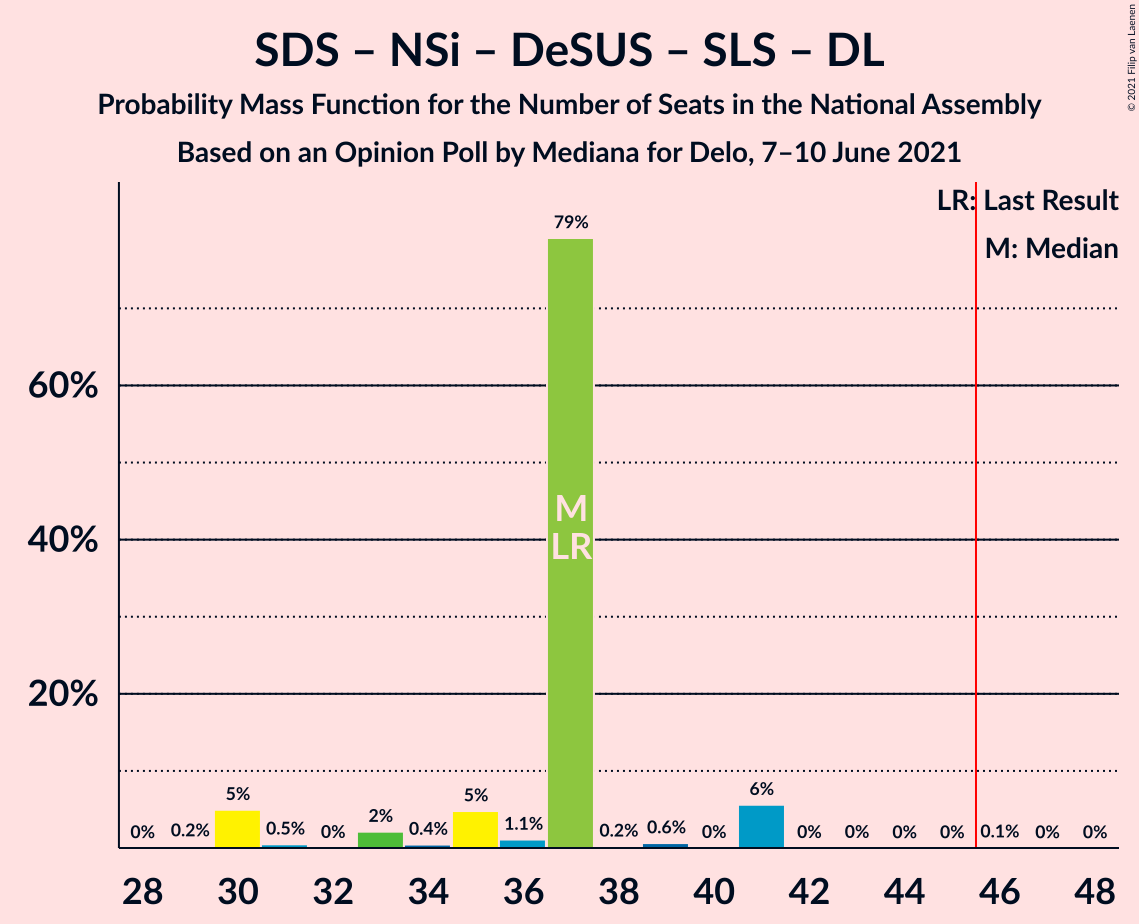 SDS – NSi – DeSUS – SLS – DL
Probability Mass Function for the Number of Seats in the National Assembly
Based on an Opinion Poll by Mediana for Delo, 7–10 June 2021
© 2021 Filip van Laenen
LR: Last Result
M: Median
79%
60%
40%
20%
M
LR
0% 0.2% 5% 0.5% 0% 2% 0.4% 5% 1.1% 0.2% 0.6% 0% 6% 0% 0% 0% 0% 0.1% 0% 0%
28 30 32 34 36 38 40 42 44 46 48